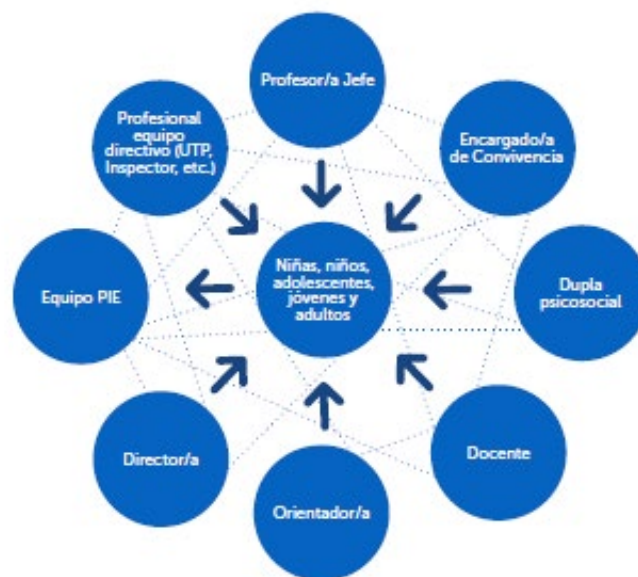 Profesor/a Jefe
Profesional
equipo
directivo (UTP,
Inspector, etc.)
Encargado/a
de Convivencia
Niñas, niños,
adolescentes,
jóvenes y
adultos
Equipo PIE
Dupla
psicosocial
Director/a
Docente
Orientador/a